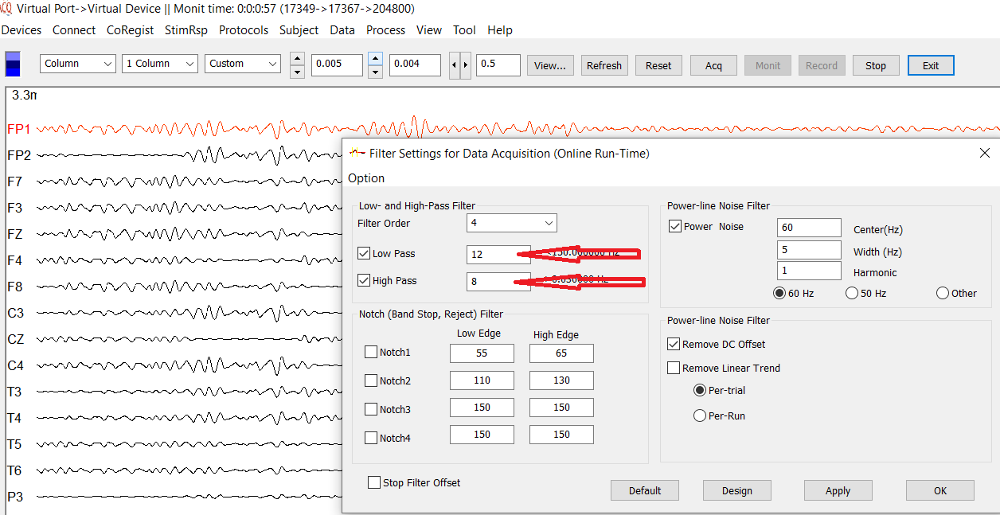 Virtual Port->Virtual Device || Monit time: 0:0:0:57 (17349->17367->204800)
Devices Connect CoRegist StimRsp Protocols Subject Data Process View Tool Help
Column 1 Column Custom 0.005 0.004 0.5 View... Refresh Reset Acq Monit Record Stop Exit
3.3m
FP1
FP2
F7
F3
FZ
F4
F8
C3
CZ
C4
T3
T4
T5
T6
P3
Filter Settings for Data Acquisition (Online Run-Time)
Option
Low- and High-Pass Filter
Filter Order 4
Low Pass 12 <150.000000 Hz
High Pass 8 0.050000 Hz
Notch (Band Stop, Reject) Filter
Low Edge High Edge
Notch1 55 65
Notch2 110 130
Notch3 150 150
Notch4 150 150
Stop Filter Offset
Power-line Noise Filter
Power Noise 60 Center(Hz)
5 Width (Hz)
1 Harmonic
60 Hz 50 Hz Other
Power-line Noise Filter
Remove DC Offset
Remove Linear Trend
Per-trial
Per-Run
Default Design Apply OK